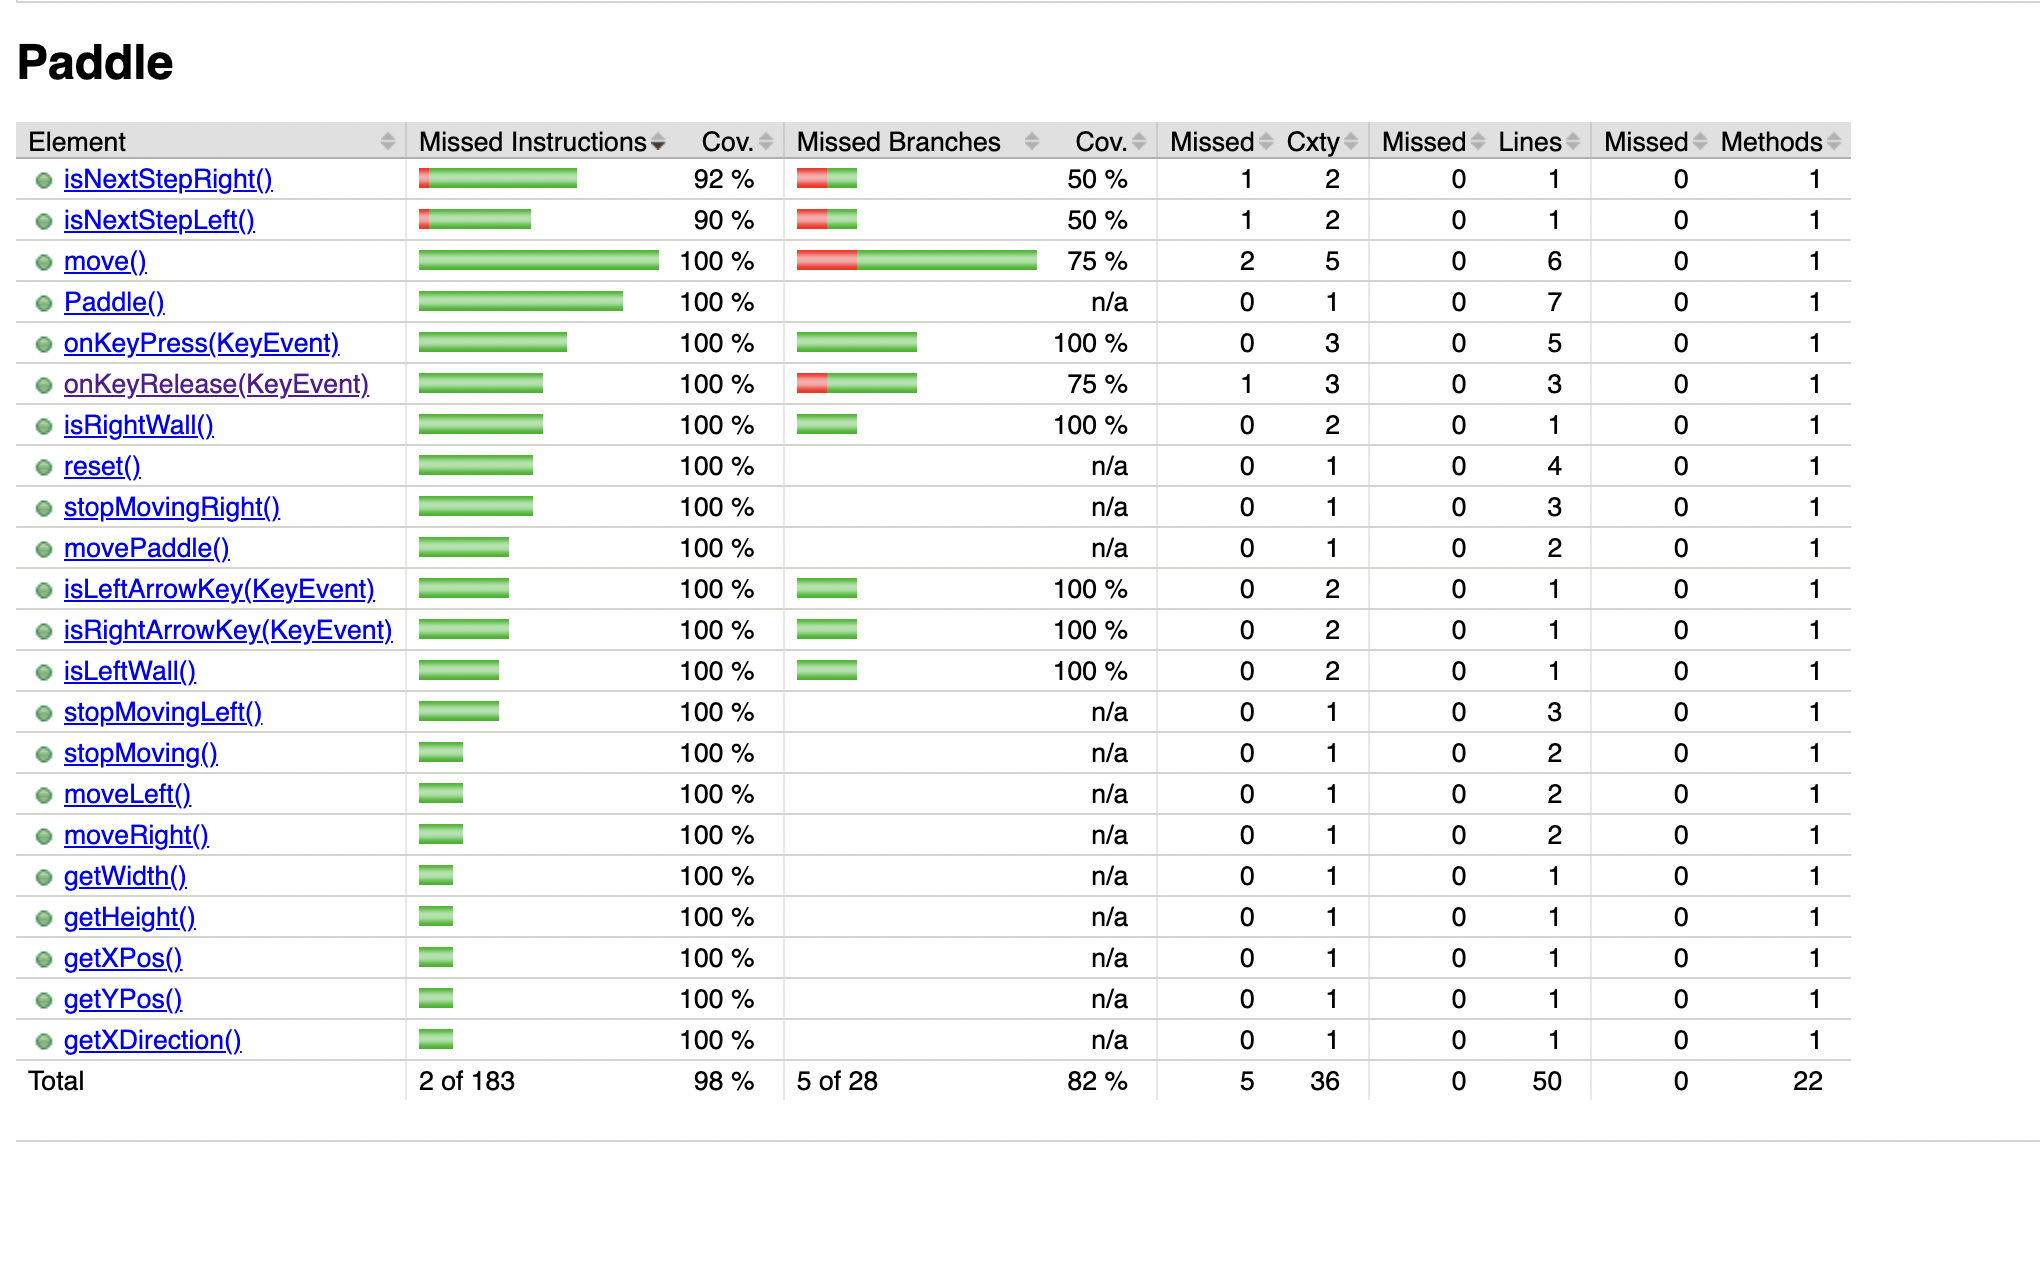 Paddle
Element Missed Instructions Cov. Missed Branches Cov. Missed Cxty Missed Lines Missed Methods
isNextStepRight() 92 % 50 % 1 2 0 1 0 1
isNextStepLeft() 90 % 50 % 1 2 0 1 0 1
move() 100 % 75 % 2 5 0 6 0 1
Paddle() 100 % n/a 0 1 0 7 0 1
onKeyPress(KeyEvent) 100 % 100 % 0 3 0 5 0 1
onKeyRelease(KeyEvent) 100 % 75 % 1 3 0 3 0 1
isRightWall() 100 % 100 % 0 2 0 1 0 1
reset() 100 % n/a 0 1 0 4 0 1
stopMovingRight() 100 % n/a 0 1 0 3 0 1
movePaddle() 100 % n/a 0 1 0 2 0 1
isLeftArrowKey(KeyEvent) 100 % 100 % 0 2 0 1 0 1
isRightArrowKey(KeyEvent) 100 % 100 % 0 2 0 1 0 1
isLeftWall() 100 % 100 % 0 2 0 1 0 1
stopMovingLeft() 100 % n/a 0 1 0 3 0 1
stopMoving() 100 % n/a 0 1 0 2 0 1
moveLeft() 100 % n/a 0 1 0 2 0 1
moveRight() 100 % n/a 0 1 0 2 0 1
getWidth() 100 % n/a 0 1 0 1 0 1
getHeight() 100 % n/a 0 1 0 1 0 1
getXPos() 100 % n/a 0 1 0 1 0 1
getYPos() 100 % n/a 0 1 0 1 0 1
getXDirection() 100 % n/a 0 1 0 1 0 1
Total 2 of 183 98 % 5 of 28 82 % 5 36 0 50 0 22